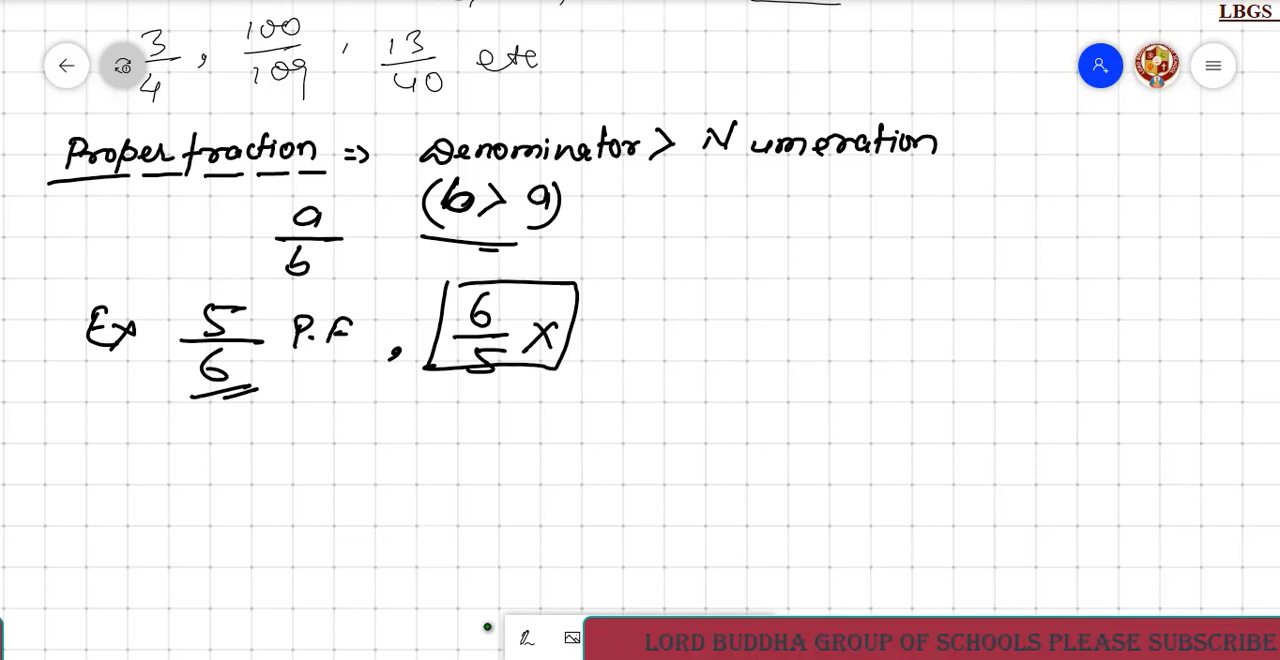 LBGS
3/4 , 100/109 , 13/40 ete
Proper fraction => Denominator > Numeration
(b > a)
a/b
Ex 5/6 P.F , 6/5 x
LORD BUDDHA GROUP OF SCHOOLS PLEASE SUBSCRIBE